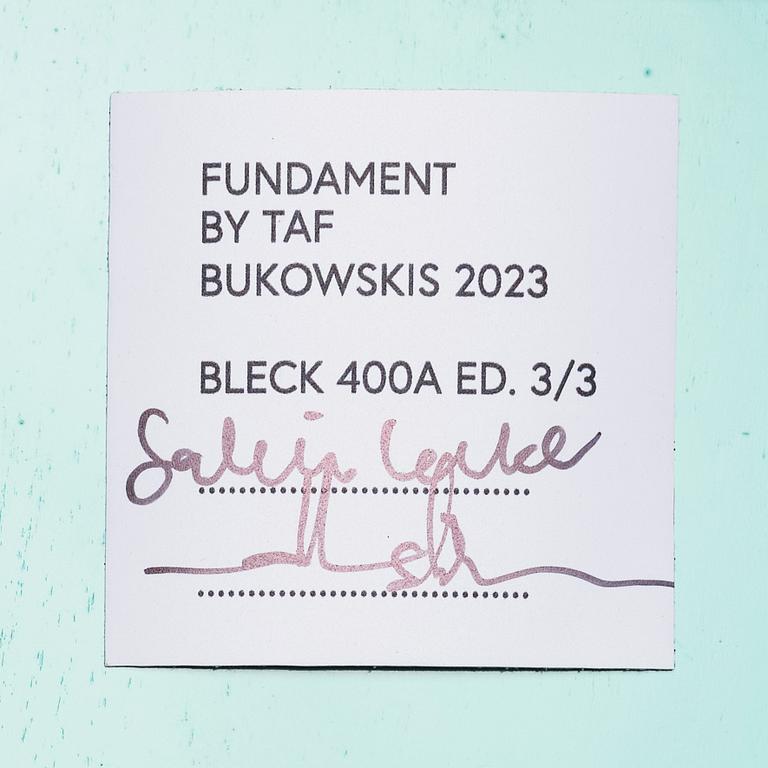 FUNDAMENT
BY TAF
BUKOWSKIS 2023
BLECK 400A ED. 3/3